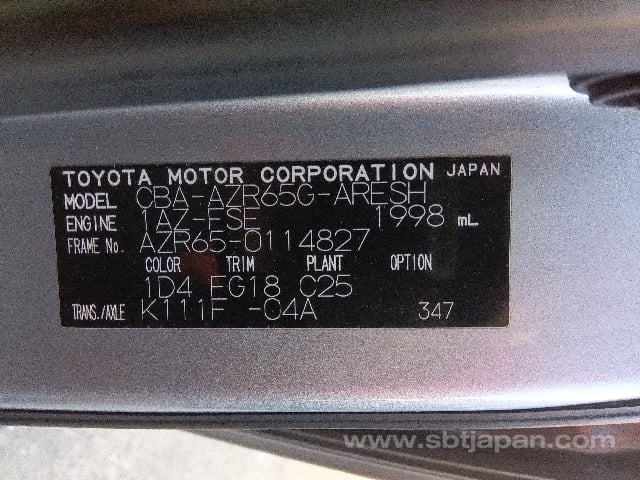 TOYOTA MOTOR CORPORATION JAPAN
MODEL CBA-AZR65G-ARESH
ENGINE 1AZ-FSE 1998 mL
FRAME No. AZR65-0114827
COLOR TRIM PLANT OPTION
1D4 FG18 C25
TRANS./AXLE K111F -04A 347
www.sbtjapan.com